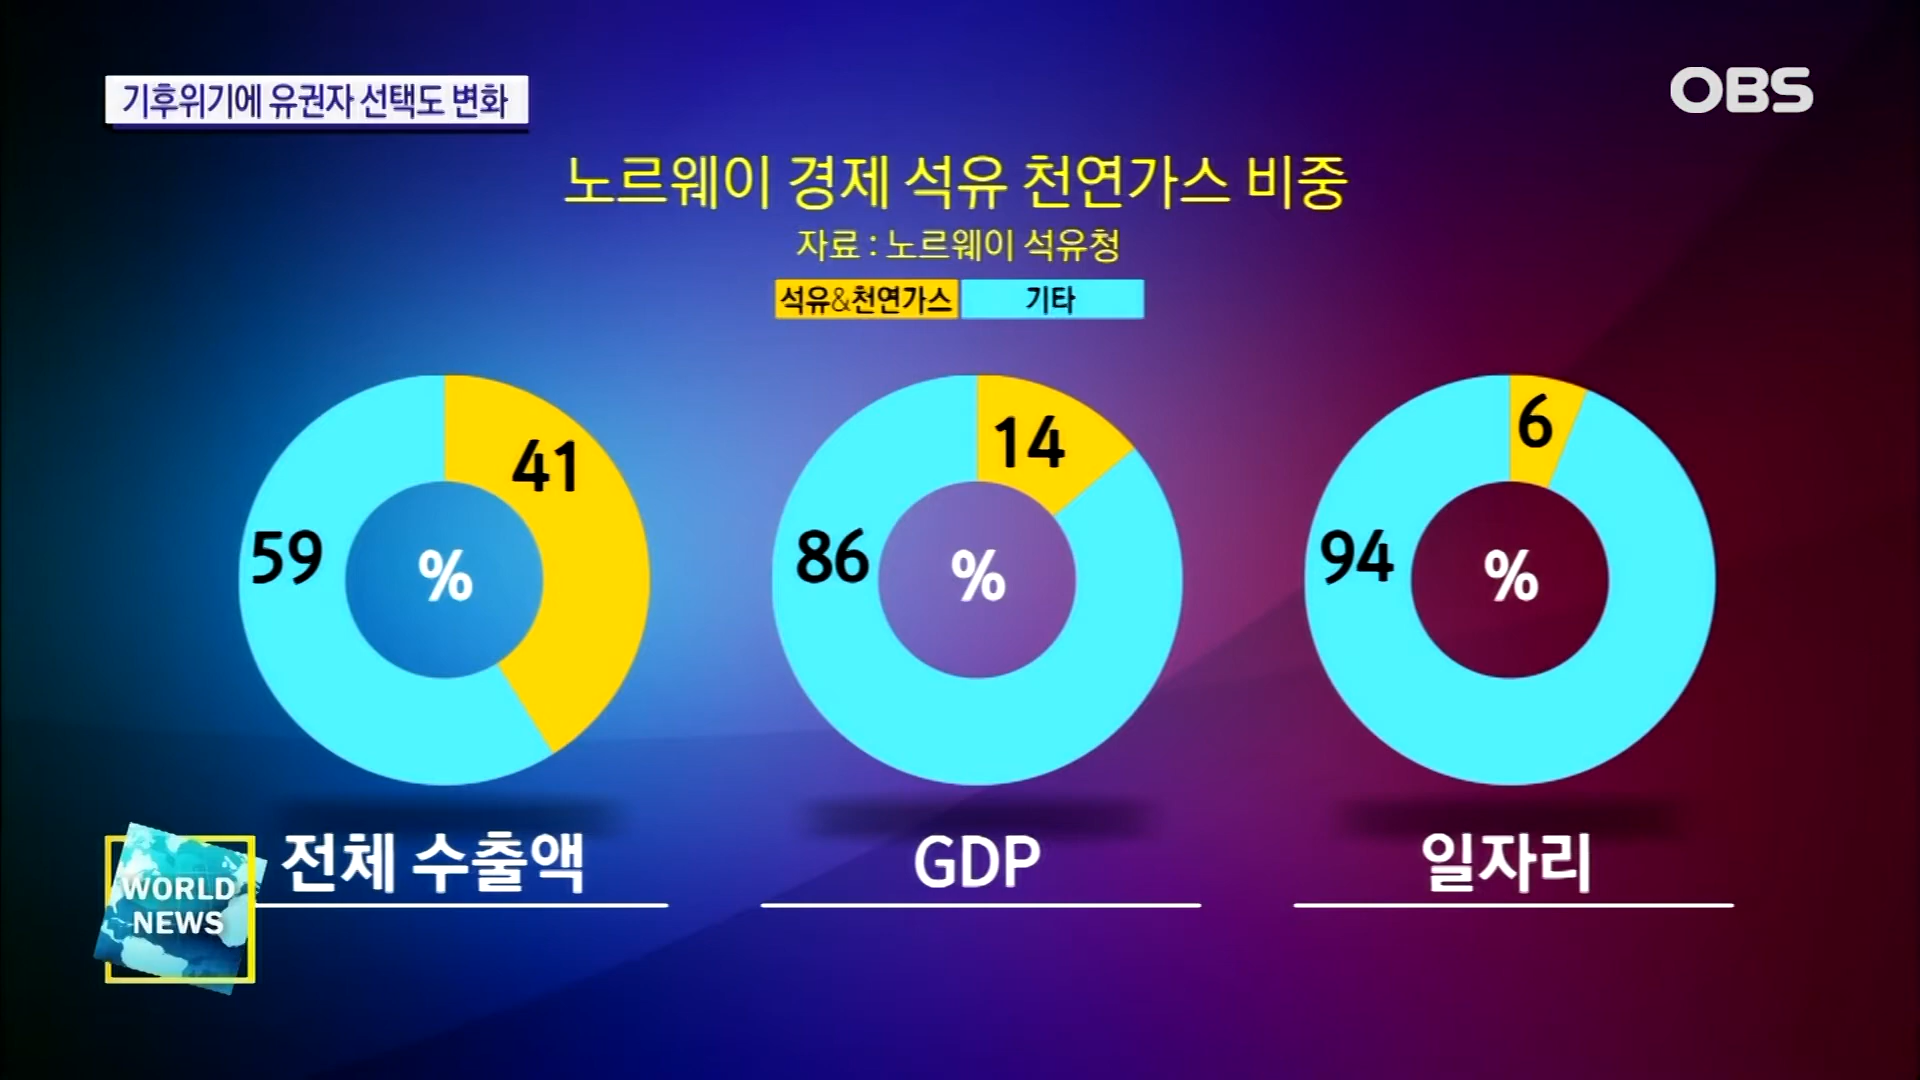 기후위기에 유권자 선택도 변화
OBS
노르웨이 경제 석유 천연가스 비중
자료 : 노르웨이 석유청
석유&천연가스 기타
41
59
%
14
86
%
6
94
%
전체 수출액
GDP
일자리
WORLD
NEWS